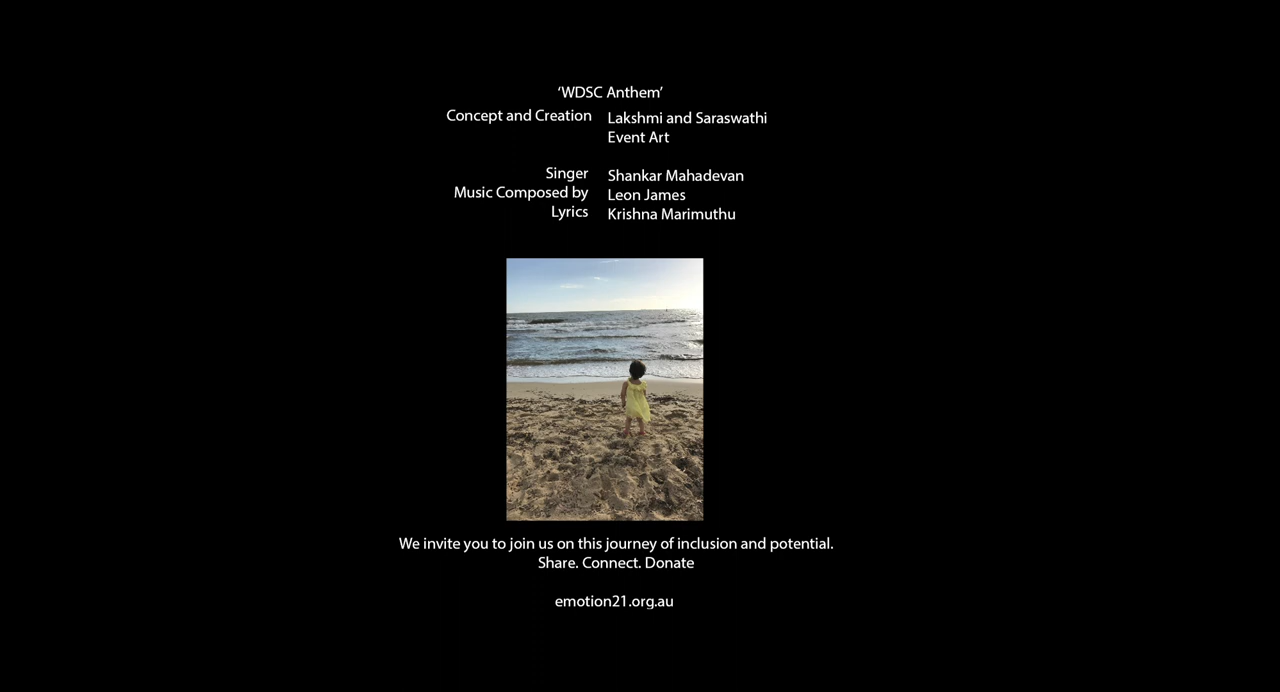 ‘WDSC Anthem’
Concept and Creation Lakshmi and Saraswathi
Event Art
Singer Shankar Mahadevan
Music Composed by Leon James
Lyrics Krishna Marimuthu
We invite you to join us on this journey of inclusion and potential.
Share. Connect. Donate
emotion21.org.au